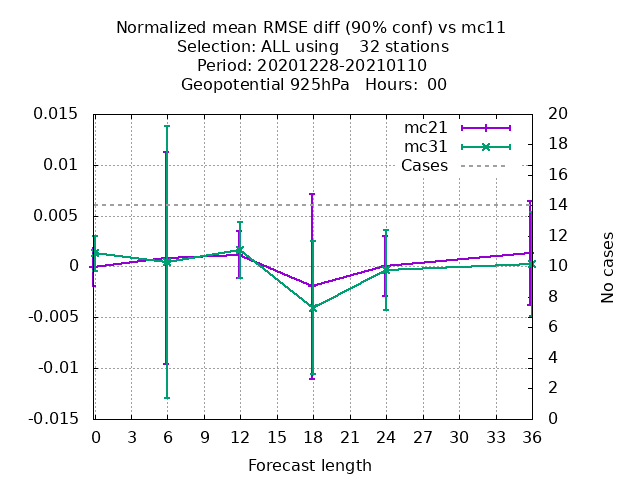 Normalized mean RMSE diff (90% conf) vs mc11
Selection: ALL using    32 stations
Period: 20201228-20210110
Geopotential 925hPa   Hours:  00
mc21
mc31
Cases
0.015
0.01
0.005
0
-0.005
-0.01
-0.015
20
18
16
14
12
10
8
6
4
2
0
No cases
0 3 6 9 12 15 18 21 24 27 30 33 36
Forecast length